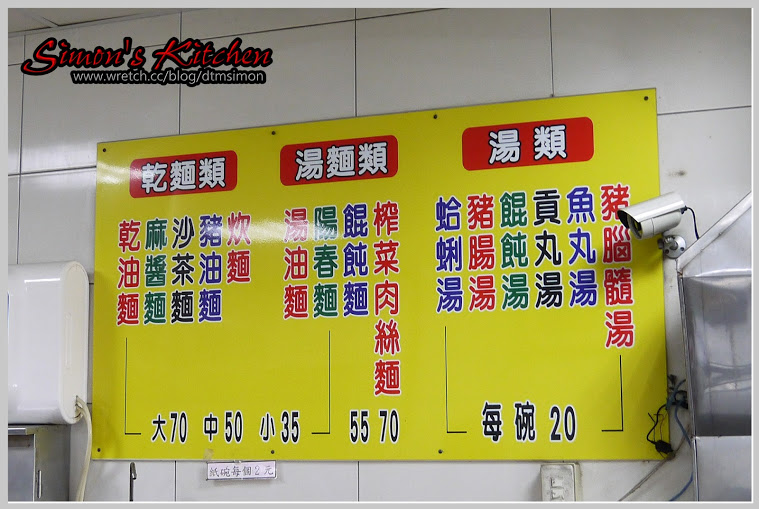 Simon's Kitchen
www.wretch.cc/blog/dtmsimon
乾麵類
乾油麵
麻醬麵
沙茶麵
豬油麵
炊麵
湯麵類
湯油麵
陽春麵
餛飩麵
榨菜肉絲麵
大70 中50 小35 55 70
湯類
蛤蜊湯
豬腸湯
餛飩湯
貢丸湯
魚丸湯
豬腦髓湯
每碗20
紙碗每個2元